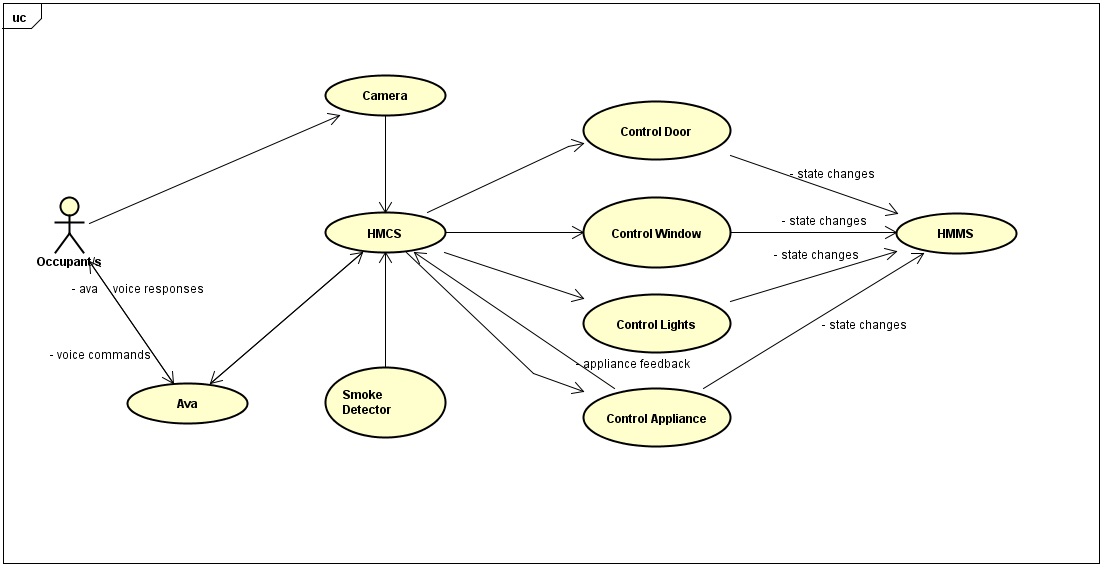 uc
Camera
Control Door
- state changes
Occupants
HMCS
Control Window
- state changes
HMMS
- state changes
- ava voice responses
Control Lights
- state changes
- voice commands
- appliance feedback
Ava
Smoke
Detector
Control Appliance